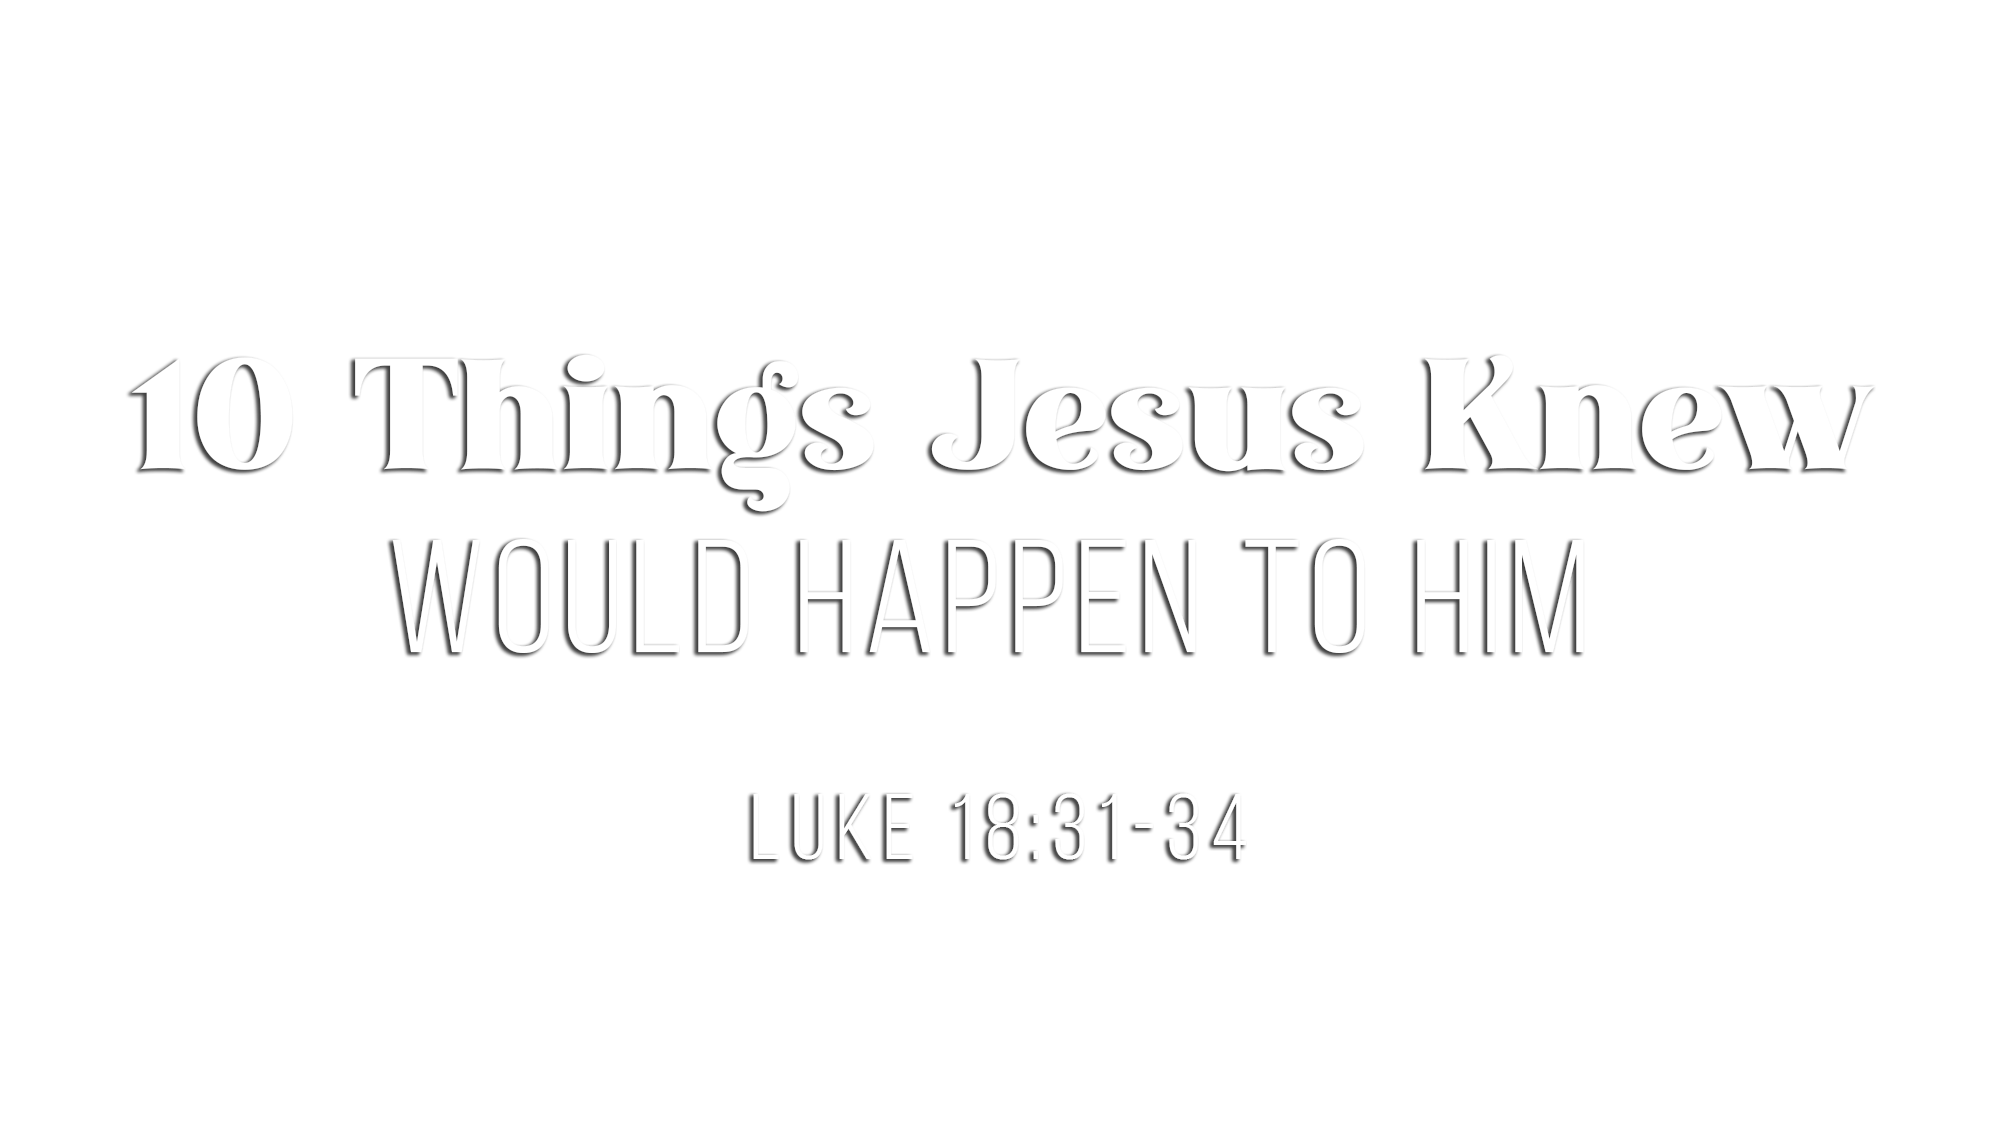 10 Things Jesus Knew
WOULD HAPPEN TO HIM
LUKE 18:31-34